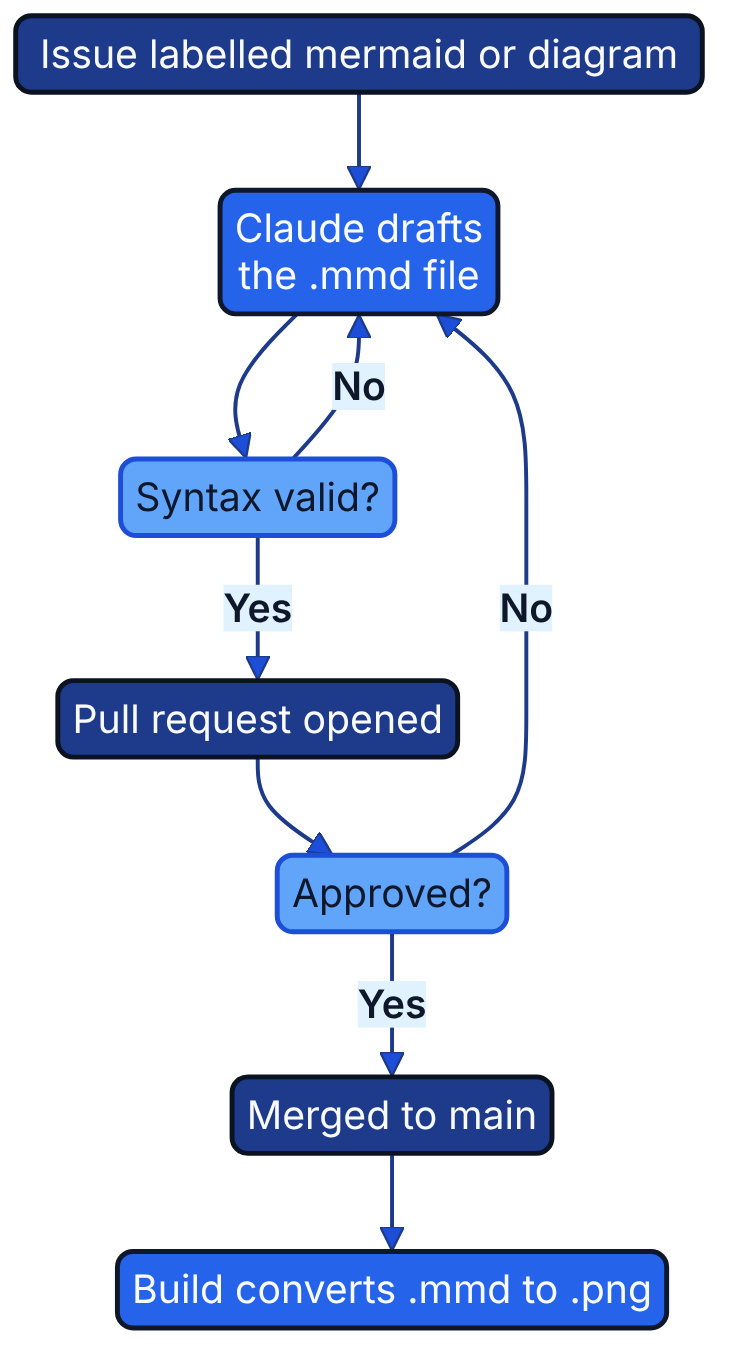 Issue labelled mermaid or diagram
Claude drafts
the .mmd file
No
Syntax valid?
Yes
No
Pull request opened
Approved?
Yes
Merged to main
Build converts .mmd to .png